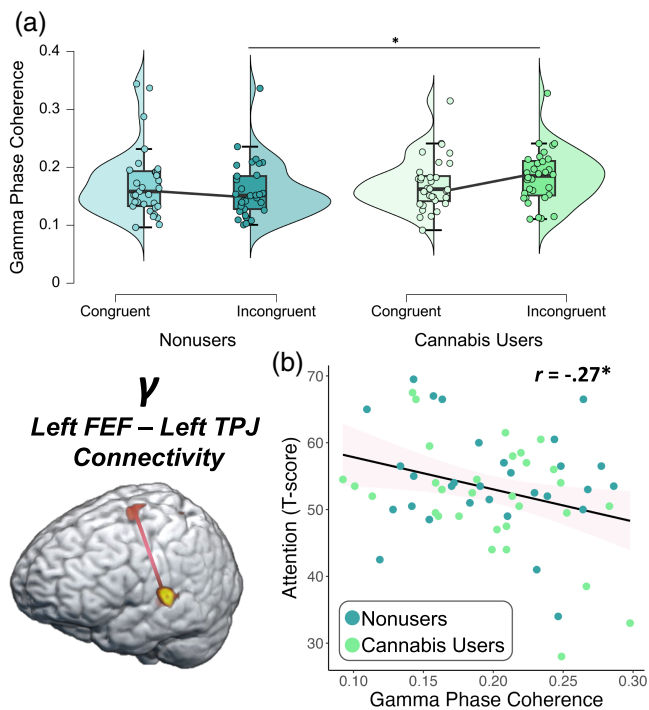 (a)
*
Gamma Phase Coherence
0.4
0.3
0.2
0.1
0
Congruent
Incongruent
Congruent
Incongruent
Nonusers
Cannabis Users
γ
Left FEF – Left TPJ
Connectivity
(b)
r = -.27*
Attention (T-score)
70
60
50
40
30
Nonusers
Cannabis Users
0.10
0.15
0.20
0.25
0.30
Gamma Phase Coherence